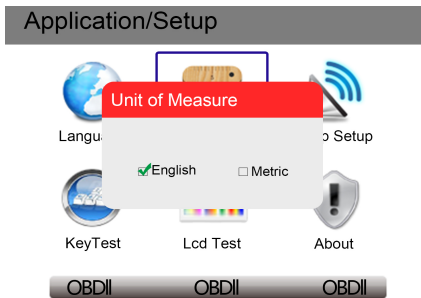 Application/Setup
Unit of Measure
Langu
p Setup
English
Metric
KeyTest
Lcd Test
About
OBDII OBDII OBDII